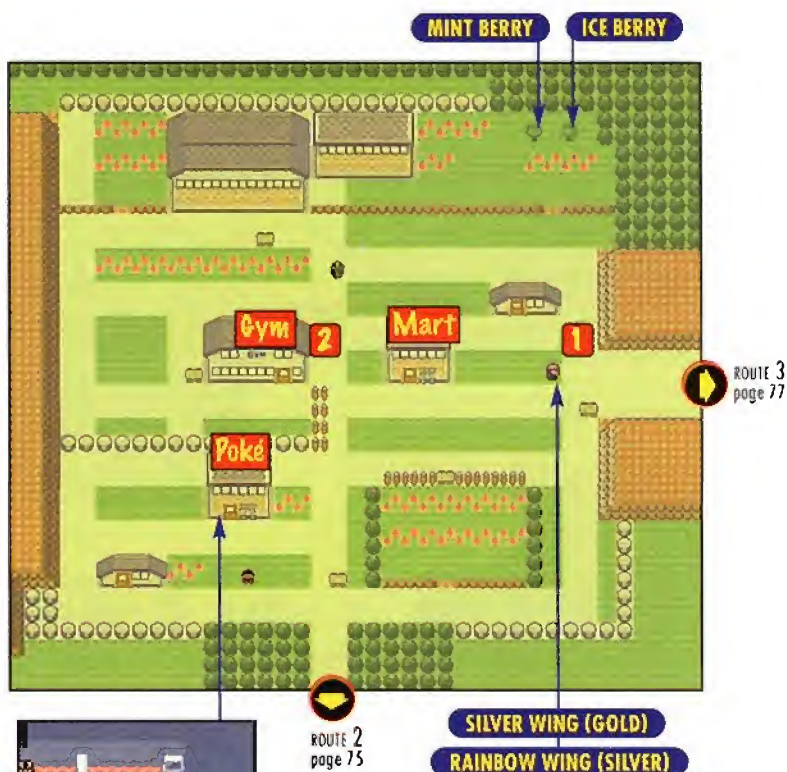 MINT BERRY
ICE BERRY
Gym
2
Mart
1
GYM
ROUTE 3
page 77
Poké
ROUTE 2
page 75
SILVER WING (GOLD)
RAINBOW WING (SILVER)